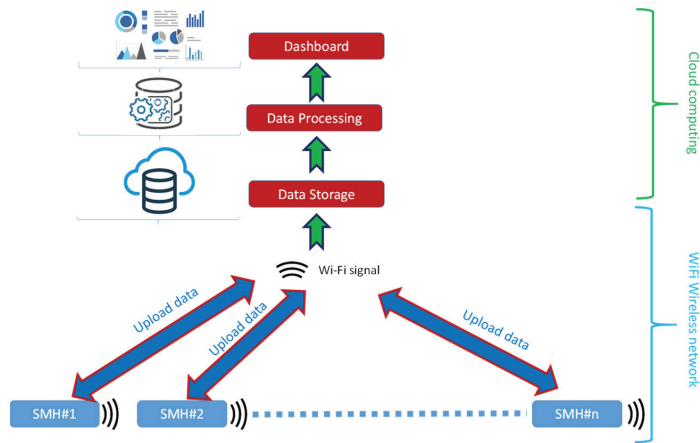 Dashboard
Data Processing
Data Storage
Cloud computing
Wi-Fi signal
Upload data
Upload data
Upload data
WiFi Wireless network
SMH#1
SMH#2
SMH#n